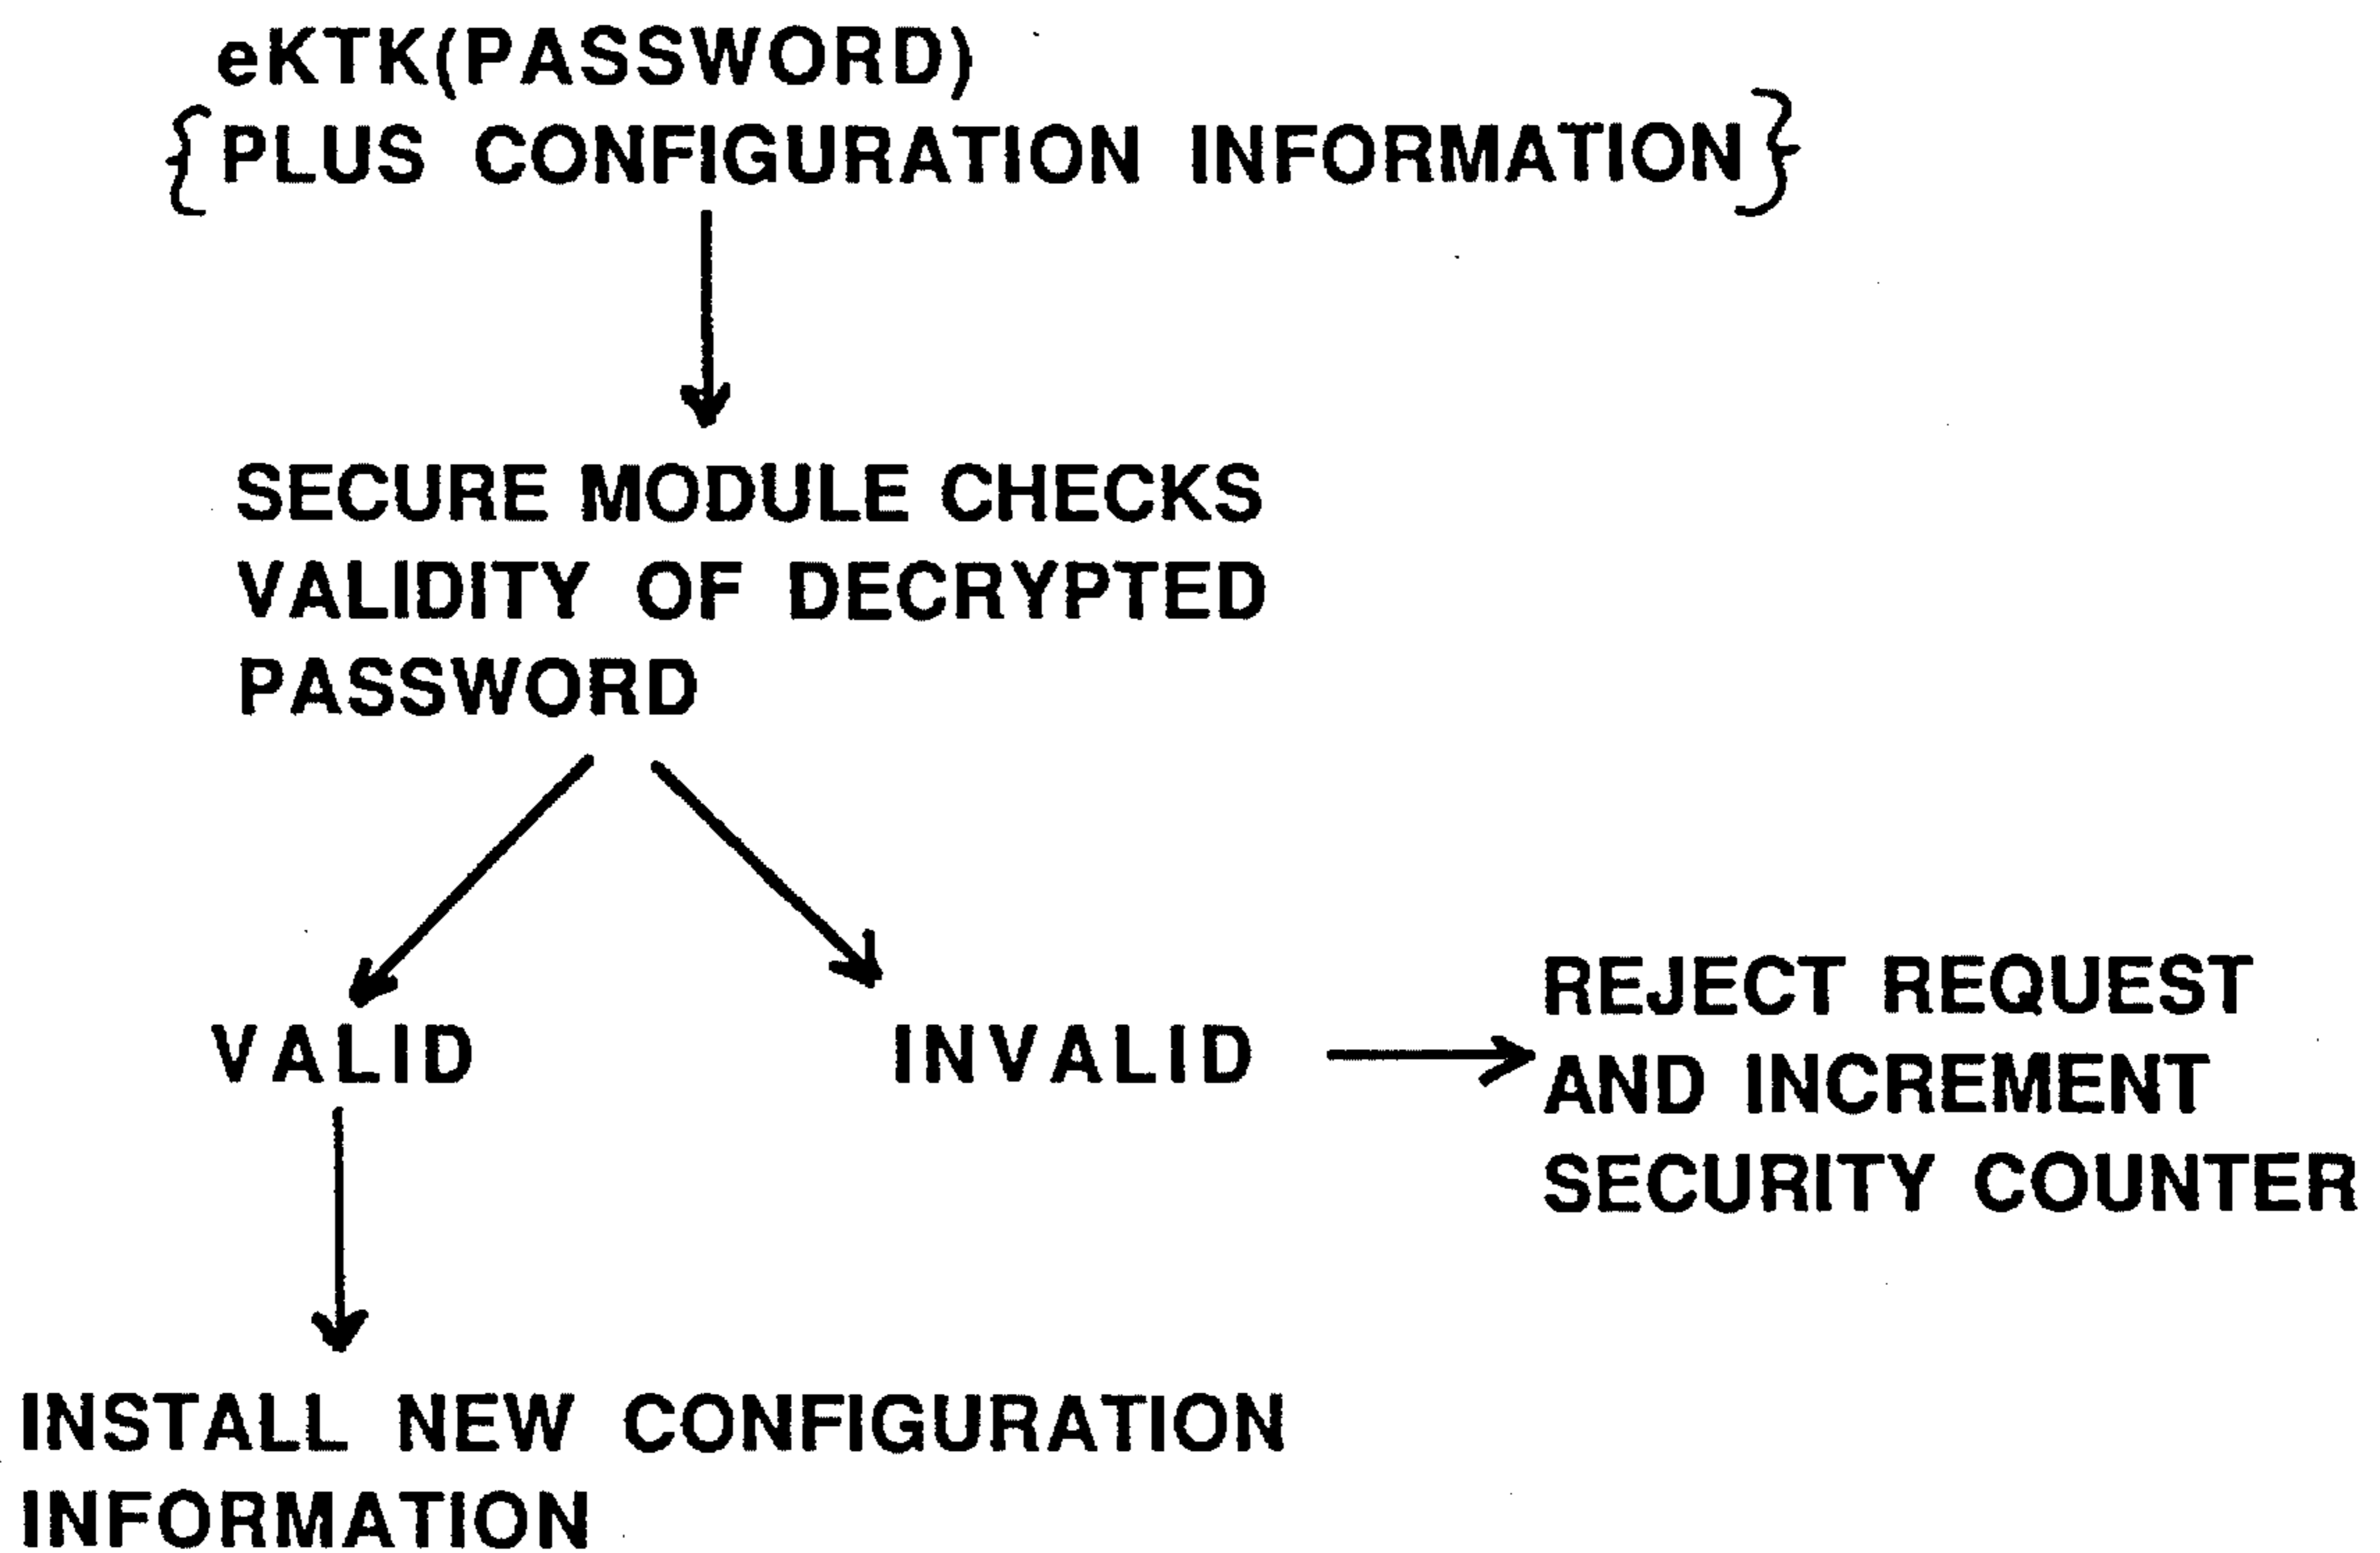 eKTK(PASSWORD)
{PLUS CONFIGURATION INFORMATION}
SECURE MODULE CHECKS
VALIDITY OF DECRYPTED
PASSWORD
VALID
INVALID
REJECT REQUEST
AND INCREMENT
SECURITY COUNTER
INSTALL NEW CONFIGURATION
INFORMATION